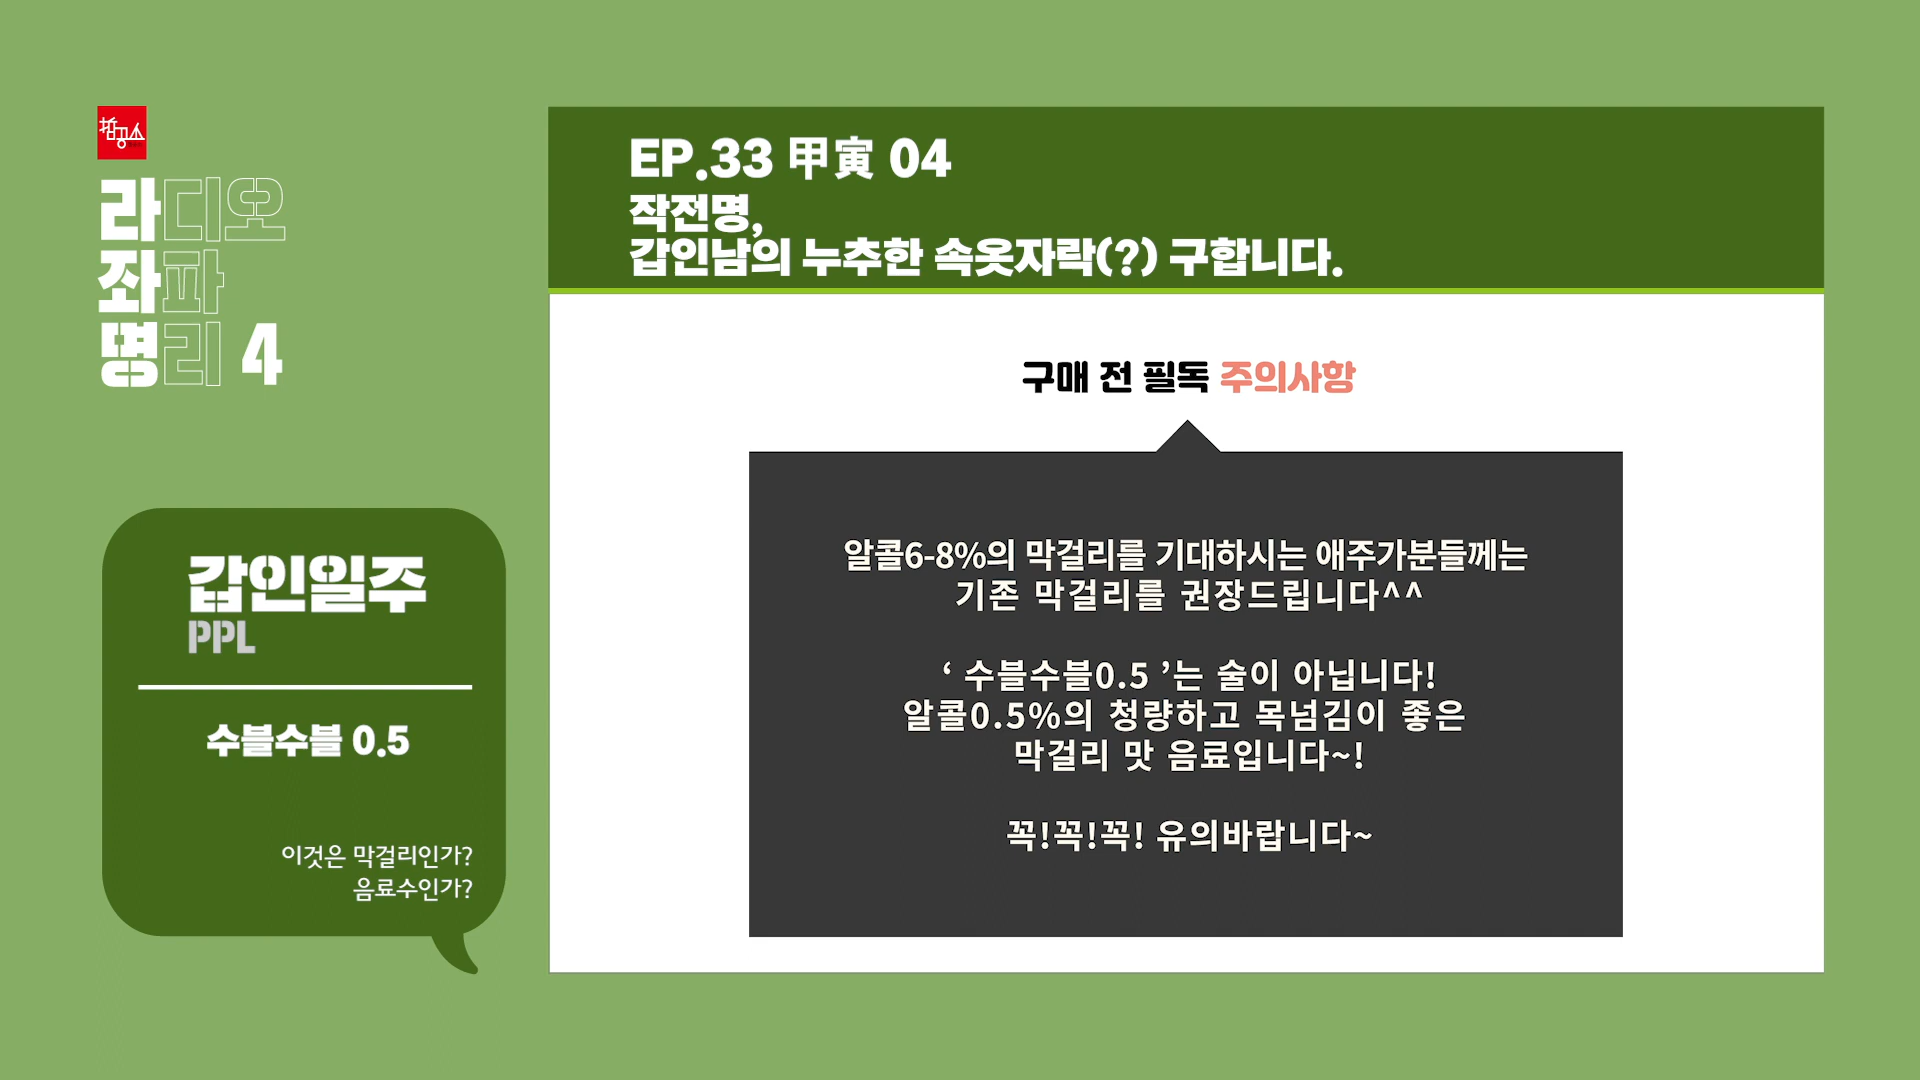 哲공소
라디오
좌파
명리 4
EP.33 甲寅 04
작전명,
갑인남의 누추한 속옷자락(?) 구합니다.
구매 전 필독 주의사항
알콜6-8%의 막걸리를 기대하시는 애주가분들께는
기존 막걸리를 권장드립니다^^
‘ 수블수블0.5 ’는 술이 아닙니다!
알콜0.5%의 청량하고 목넘김이 좋은
막걸리 맛 음료입니다~!
꼭!꼭!꼭! 유의바랍니다~
갑인일주
PPL
수블수블 0.5
이것은 막걸리인가?
음료수인가?